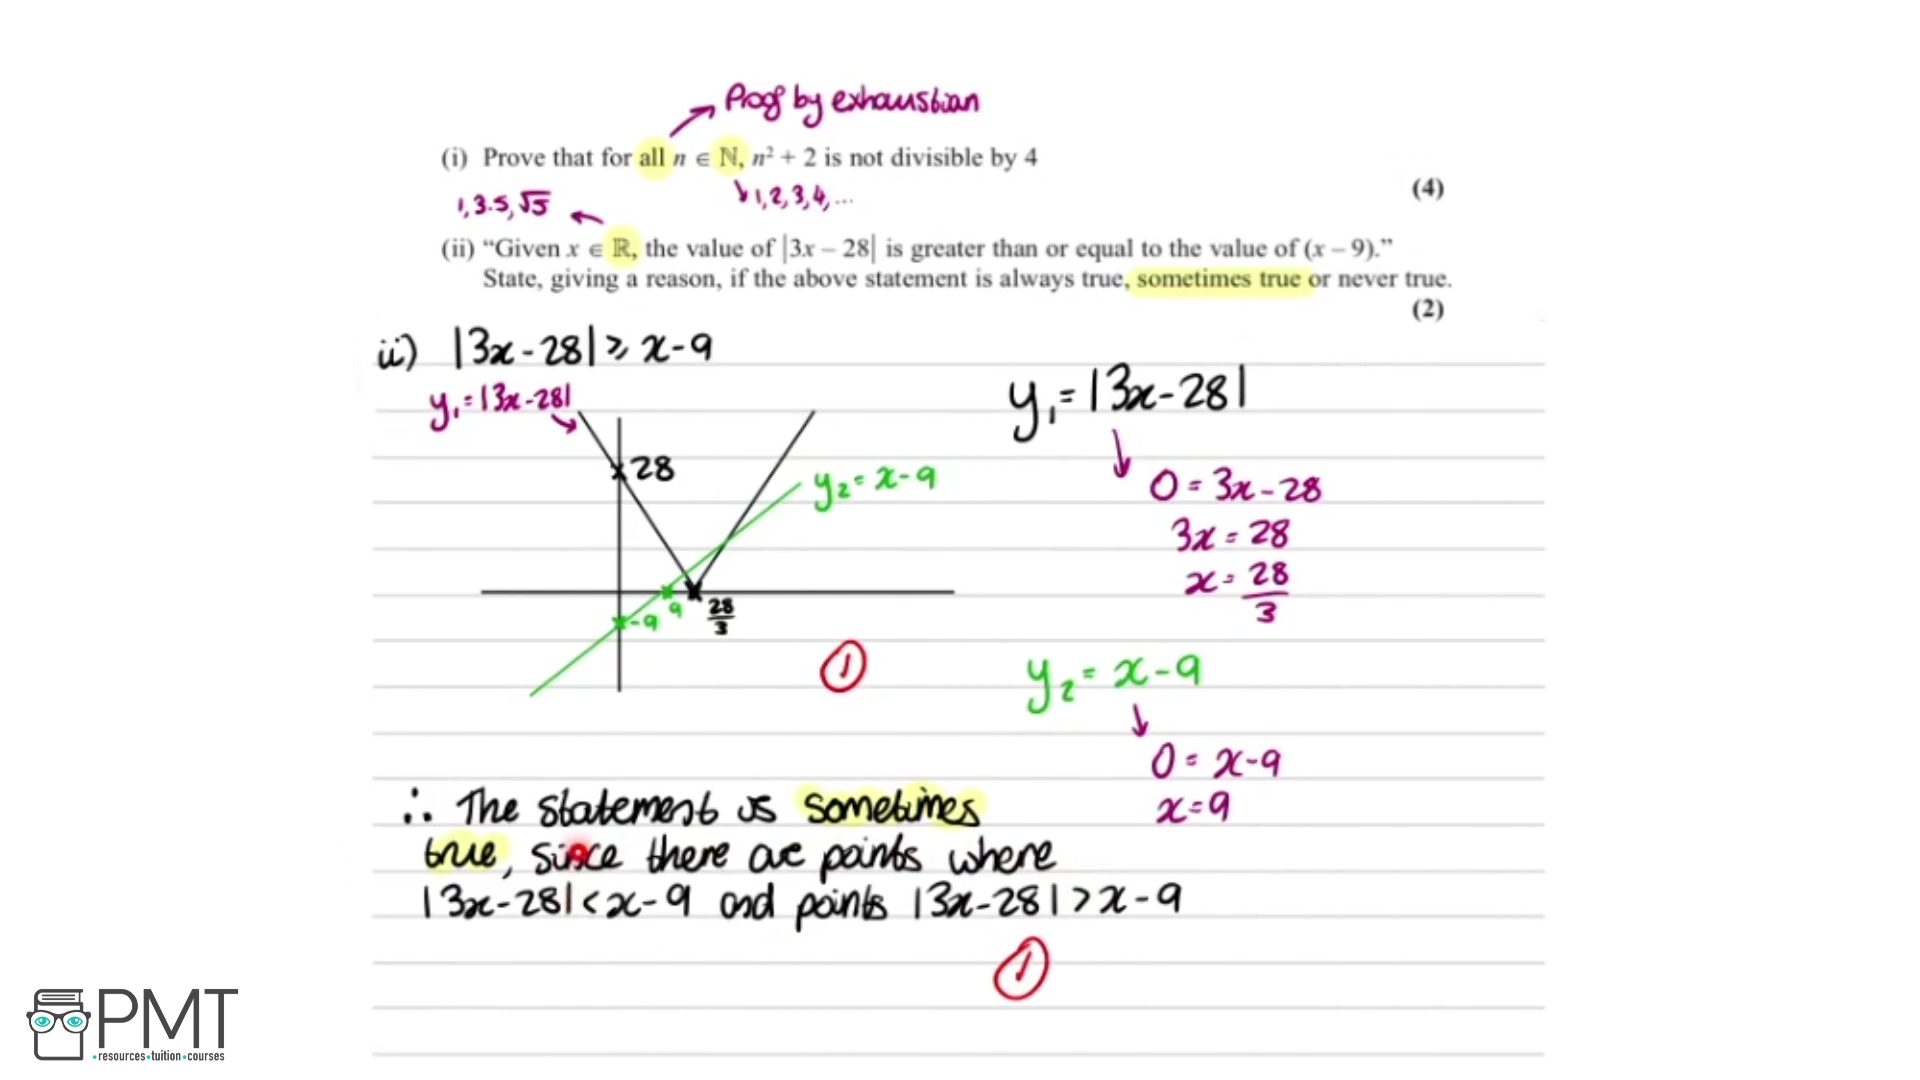 Proof by exhaustion
(i) Prove that for all n ∈ ℕ, n² + 2 is not divisible by 4
(4)
1, 3.5, √5
1, 2, 3, 4, ...
(ii) “Given x ∈ ℝ, the value of |3x – 28| is greater than or equal to the value of (x – 9).”
State, giving a reason, if the above statement is always true, sometimes true or never true.
(2)
ii) |3x - 28| ⩾ x - 9
y₁ = |3x - 28|
28
y₂ = x - 9
-9
9
28/3
①
y₁ = |3x - 28|
0 = 3x - 28
3x = 28
x = 28/3
y₂ = x - 9
0 = x - 9
x = 9
∴ The statement is sometimes
true, since there are points where
|3x - 28| < x - 9 and points |3x - 28| > x - 9
①
PMT
•resources•tuition•courses